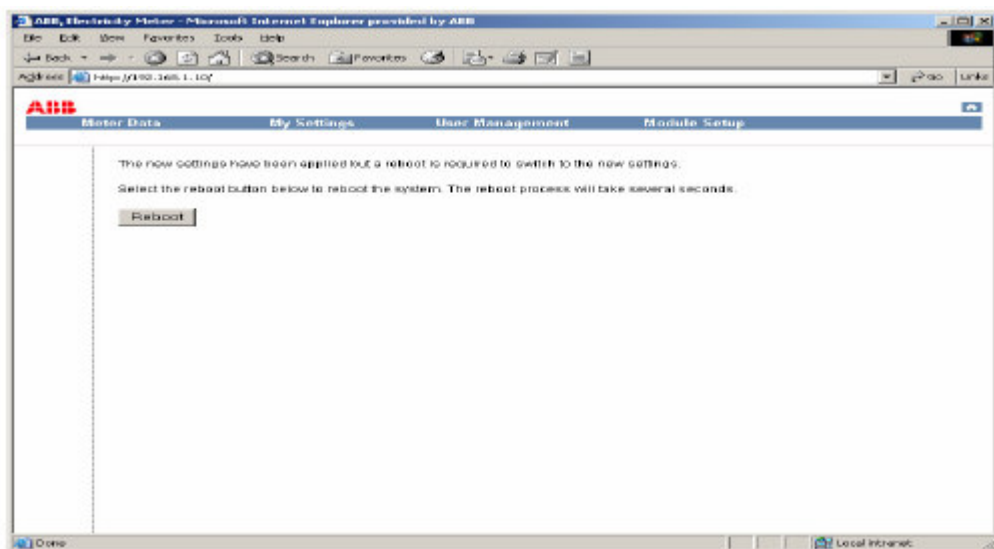 ABB, Electricity Meter - Microsoft Internet Explorer provided by ABB
File Edit View Favorites Tools Help
Back Search Favorites
Address http://192.168.1.10/ Go Links
ABB
Meter Data My Settings User Management Module Setup
The new settings have been applied but a reboot is required to switch to the new settings.
Select the reboot button below to reboot the system. The reboot process will take several seconds.
Reboot
Done Local intranet